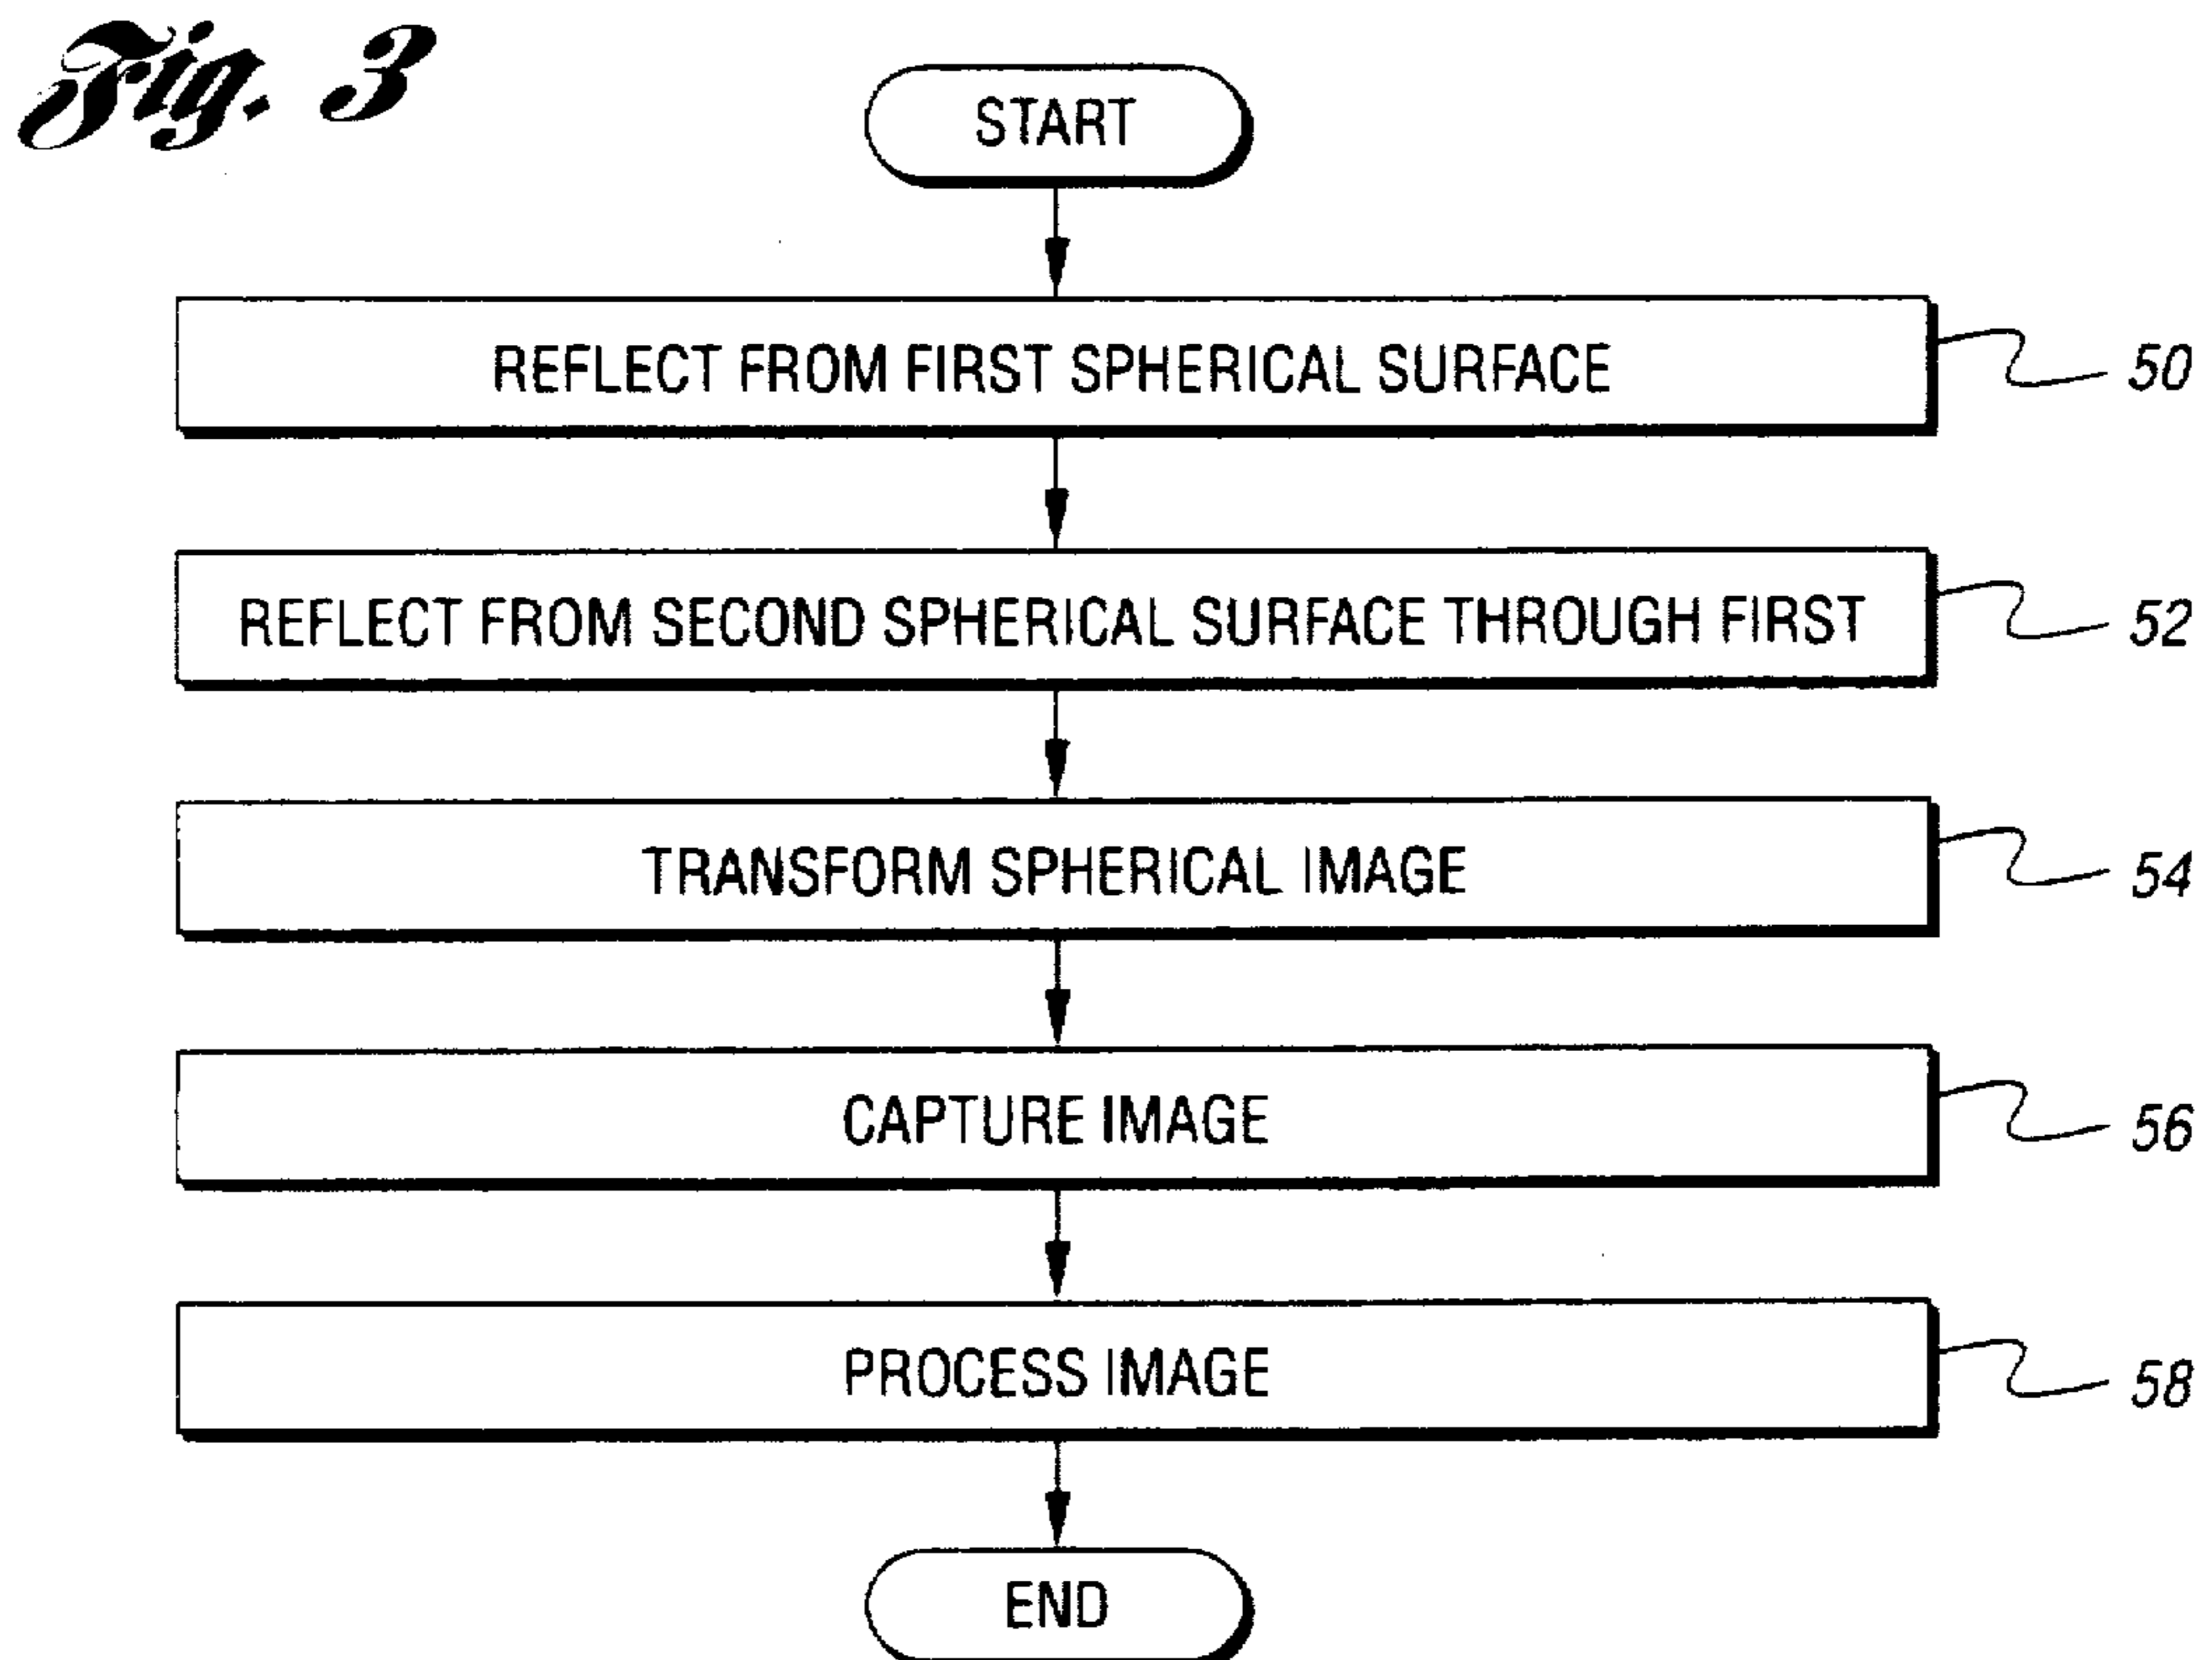 Fig. 3
START
REFLECT FROM FIRST SPHERICAL SURFACE
50
REFLECT FROM SECOND SPHERICAL SURFACE THROUGH FIRST
52
TRANSFORM SPHERICAL IMAGE
54
CAPTURE IMAGE
56
PROCESS IMAGE
58
END